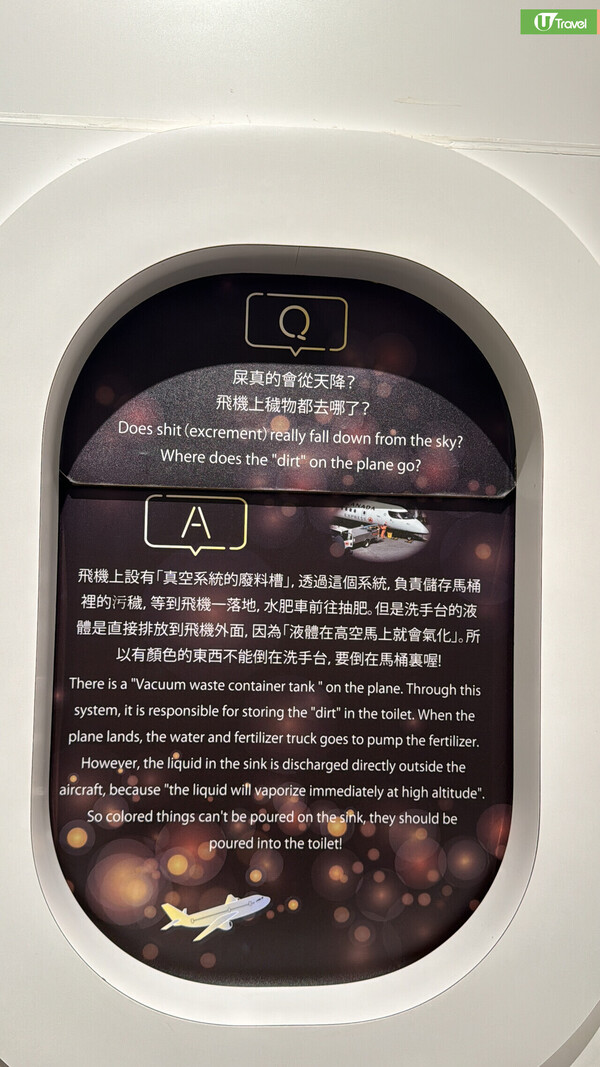 U Travel
Q
屎真的會從天降？
飛機上穢物都去哪了？
Does shit (excrement) really fall down from the sky?
Where does the "dirt" on the plane go?
A
飛機上設有「真空系統的廢料槽」，透過這個系統，負責儲存馬桶
裡的污穢，等到飛機一落地，水肥車前往抽肥。但是洗手台的液
體是直接排放到飛機外面，因為「液體在高空馬上就會氣化」。所
以有顏色的東西不能倒在洗手台，要倒在馬桶裏喔！
There is a "Vacuum waste container tank " on the plane. Through this
system, it is responsible for storing the "dirt" in the toilet. When the
plane lands, the water and fertilizer truck goes to pump the fertilizer.
However, the liquid in the sink is discharged directly outside the
aircraft, because "the liquid will vaporize immediately at high altitude".
So colored things can't be poured on the sink, they should be
poured into the toilet!